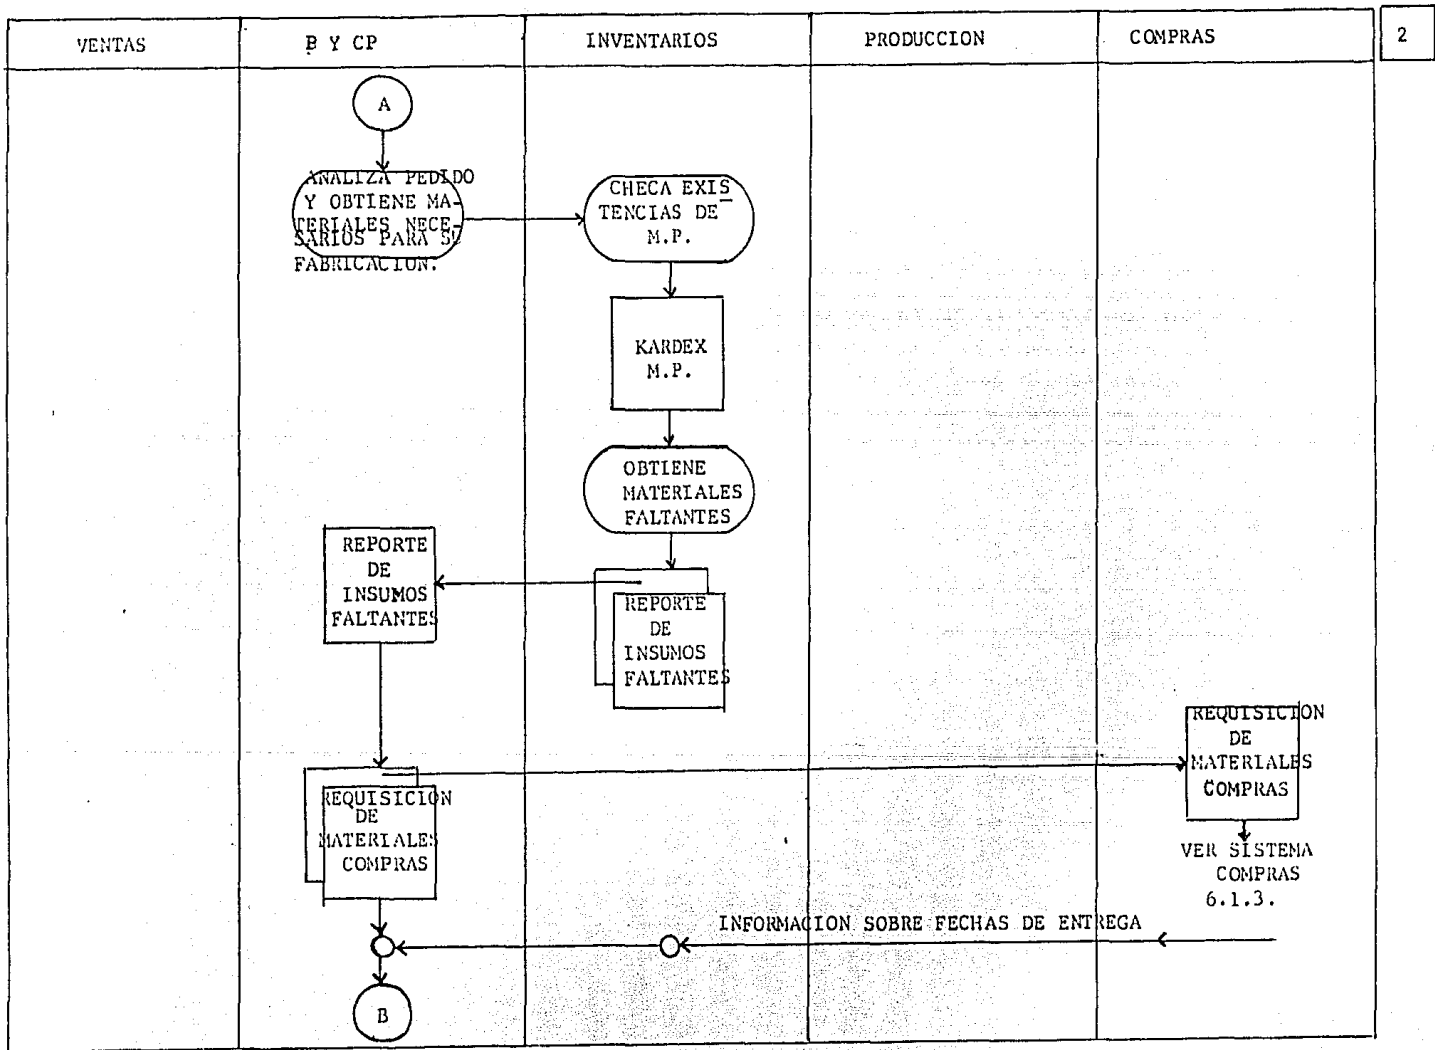 VENTAS
B Y CP
INVENTARIOS
PRODUCCION
COMPRAS
2
A
ANALIZA PEDIDO
Y OBTIENE MA-
TERIALES NECE-
SARIOS PARA SU
FABRICACION.
CHECA EXIS
TENCIAS DE
M.P.
KARDEX
M.P.
OBTIENE
MATERIALES
FALTANTES
REPORTE
DE
INSUMOS
FALTANTES
REPORTE
DE
INSUMOS
FALTANTES
REQUISICION
DE
MATERIALES
COMPRAS
REQUISICION
DE
MATERIALES
COMPRAS
VER SISTEMA
COMPRAS
6.1.3.
INFORMACION SOBRE FECHAS DE ENTREGA
B